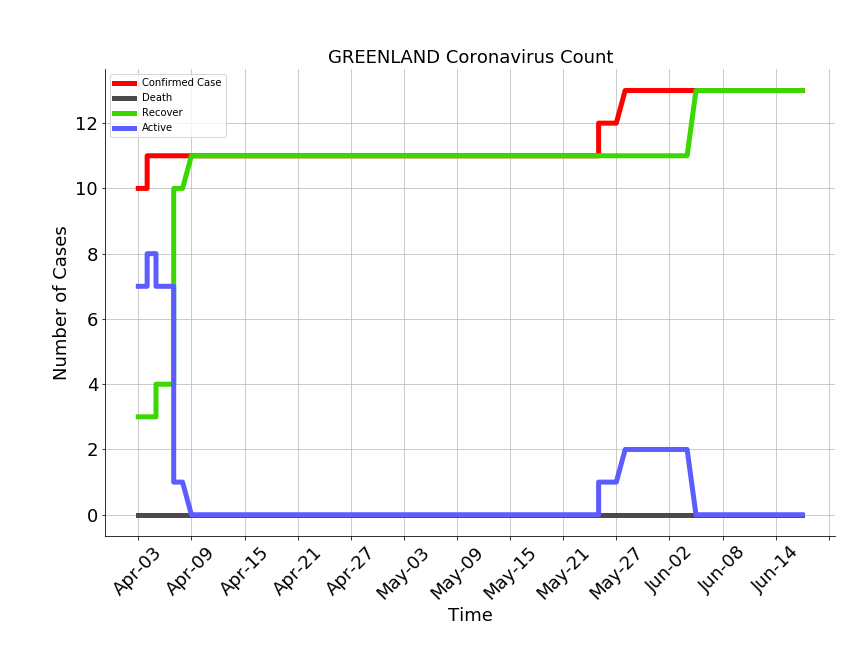 GREENLAND Coronavirus Count
Confirmed Case
Death
Recover
Active
Number of Cases
12
10
8
6
4
2
0
Apr-03
Apr-09
Apr-15
Apr-21
Apr-27
May-03
May-09
May-15
May-21
May-27
Jun-02
Jun-08
Jun-14
Time